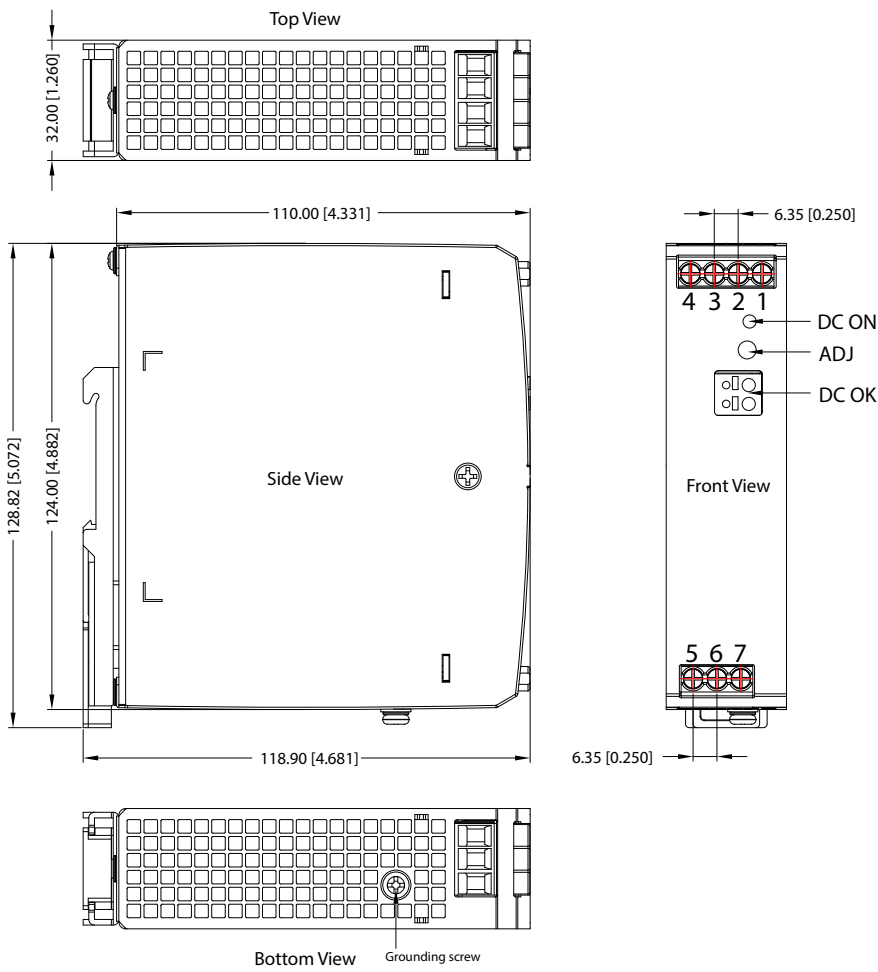 Top View
32.00 [1.260]
110.00 [4.331]
6.35 [0.250]
4 3 2 1
DC ON
ADJ
DC OK
128.82 [5.072]
124.00 [4.882]
Side View
Front View
5 6 7
118.90 [4.681]
6.35 [0.250]
Bottom View
Grounding screw